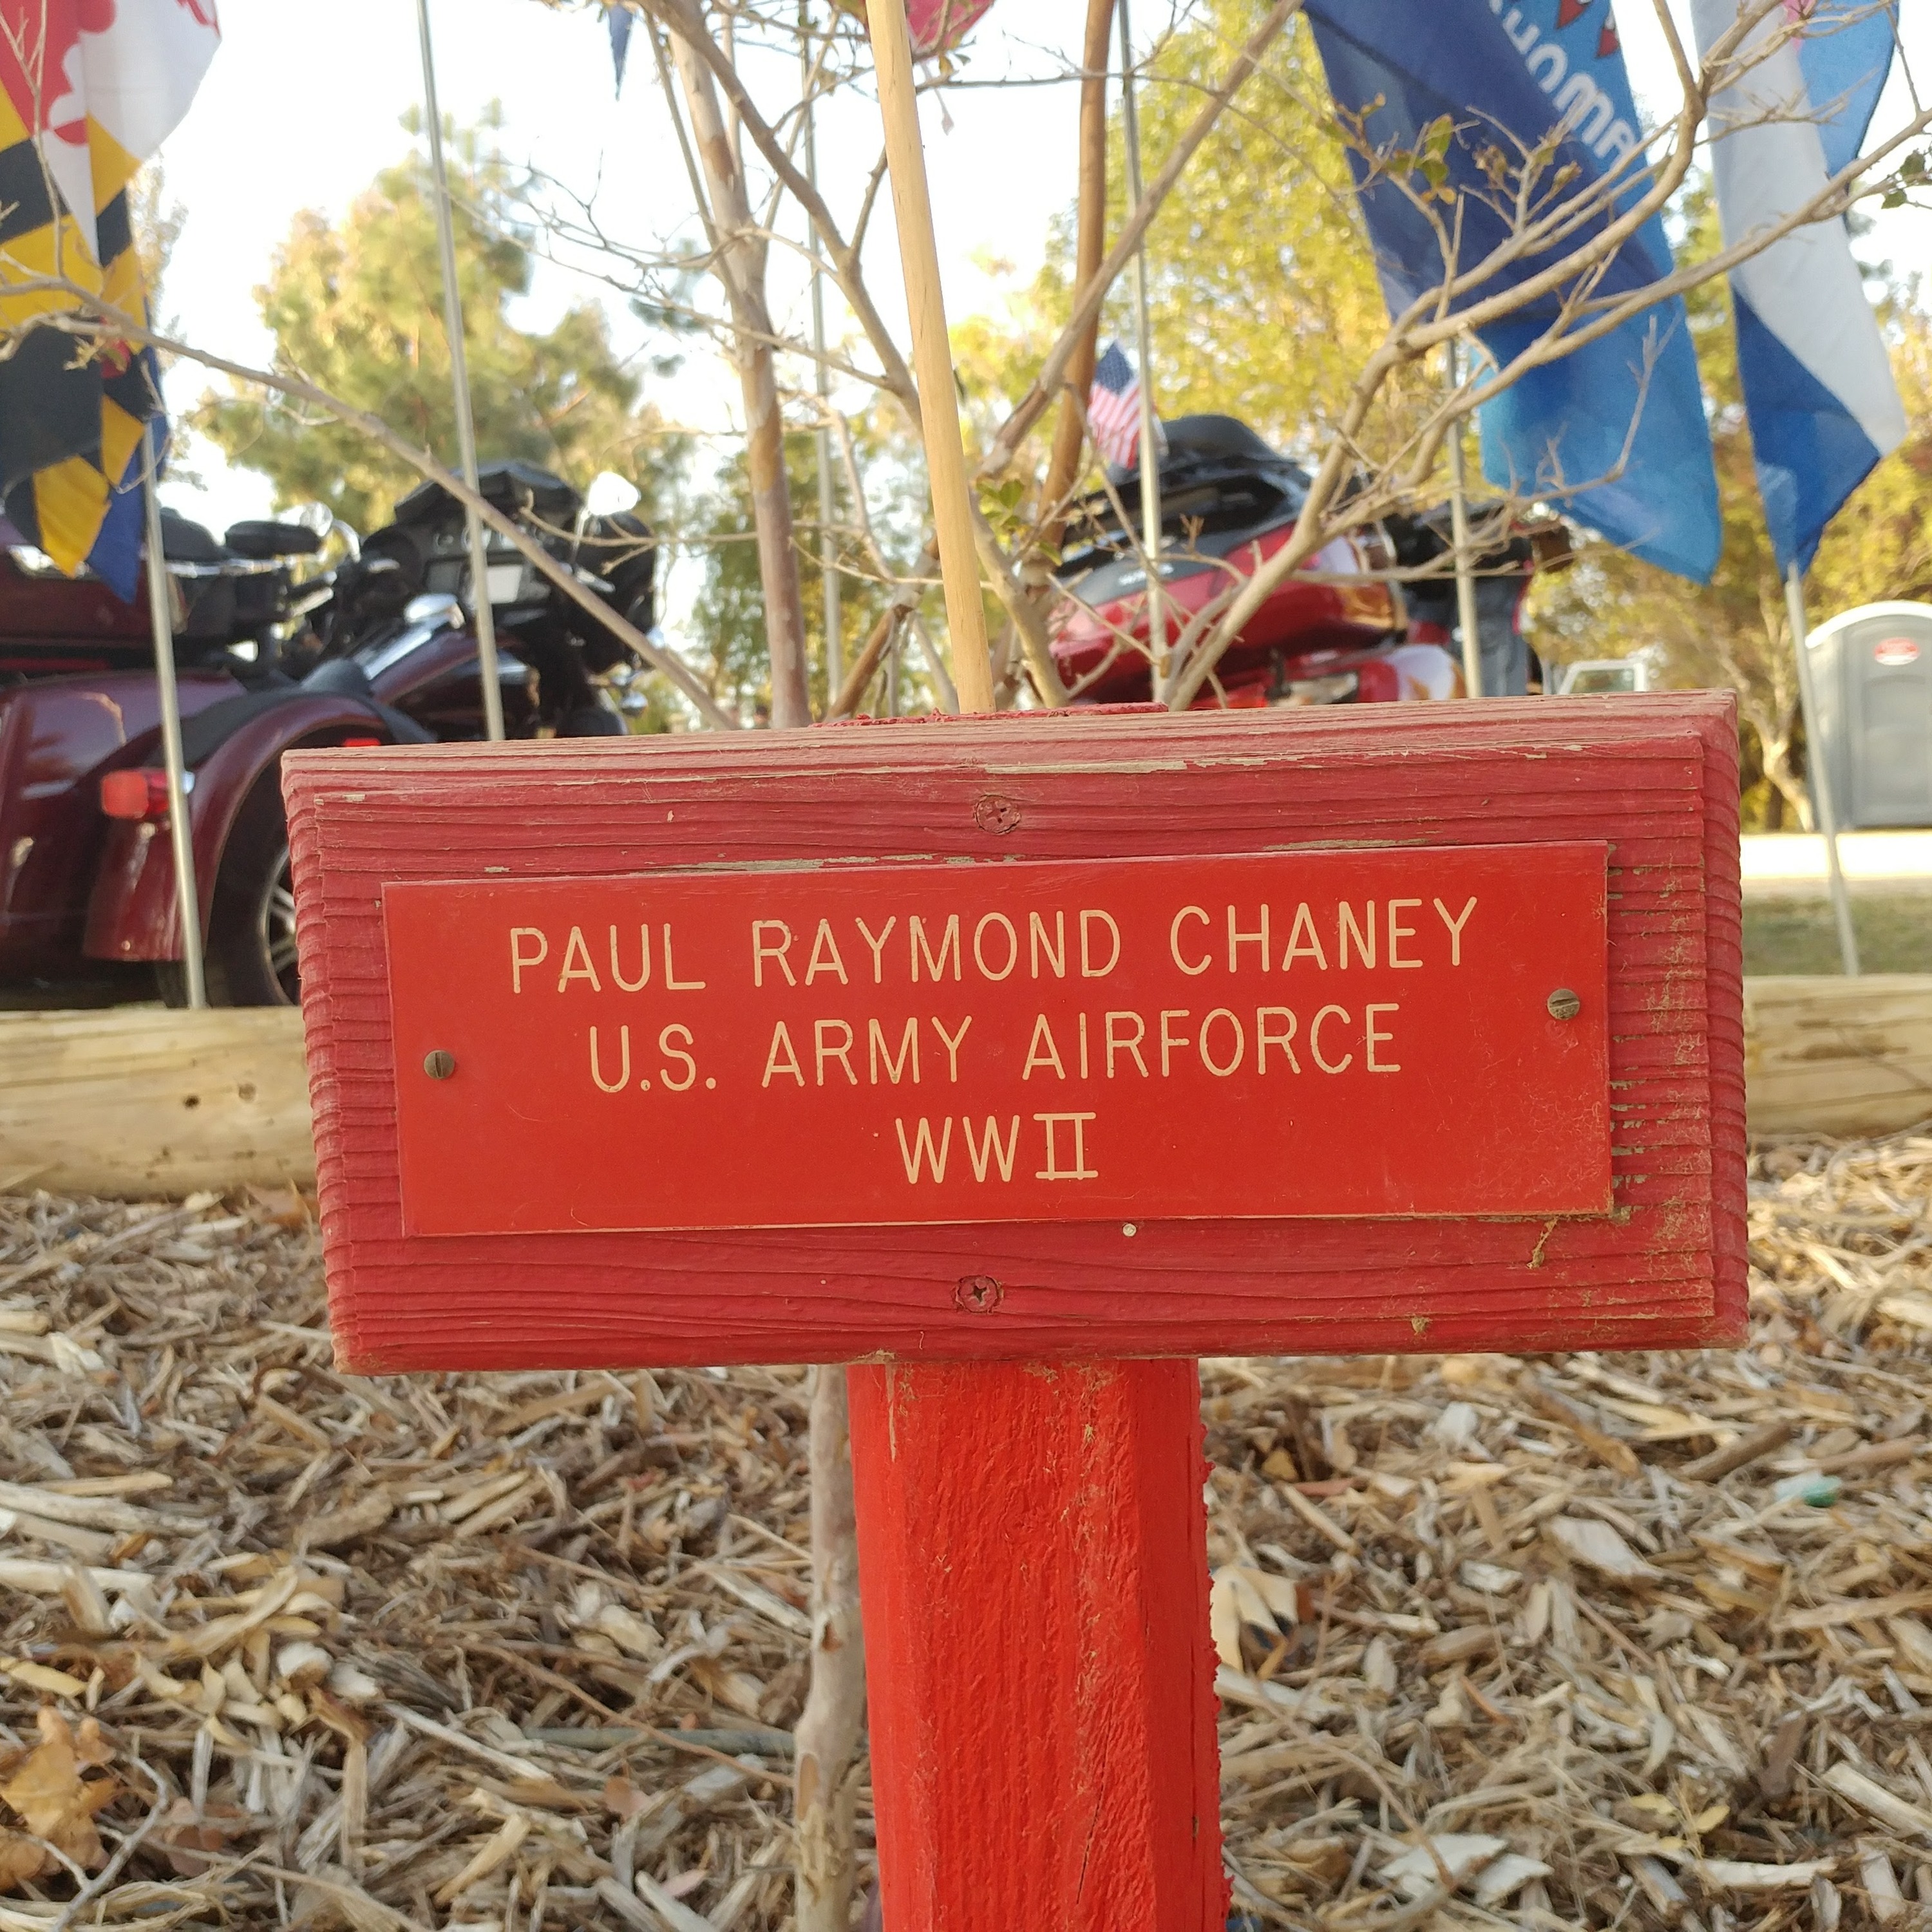 PAUL RAYMOND CHANEY
U.S. ARMY AIRFORCE
WWII